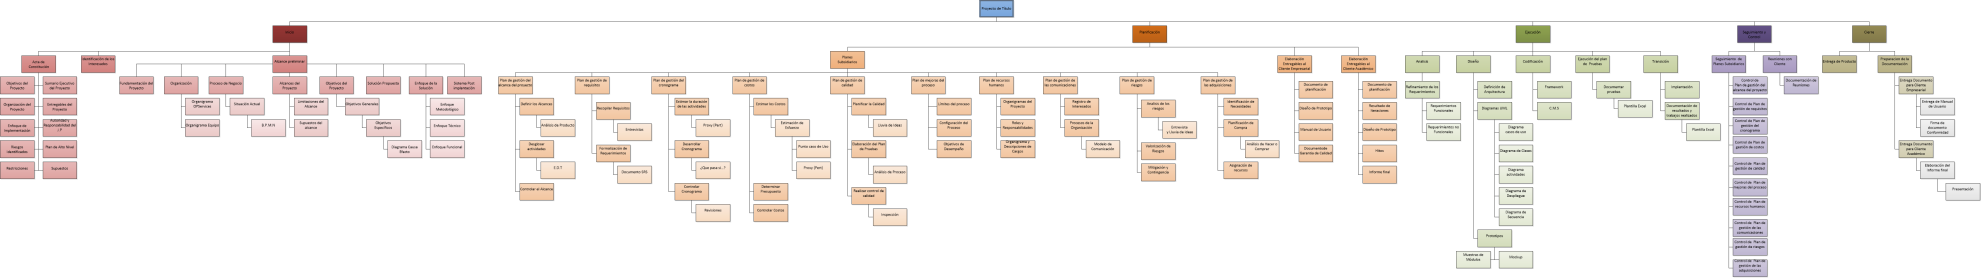 Proyecto de Título
Inicio
Planificación
Ejecución
Seguimiento y
Control
Cierre
Acta de
Constitución
Identificación de los
Interesados
Alcance preliminar
Planes
Subsidiarios
Elaboración
Entregables al
Cliente Empresarial
Elaboración
Entregables al
Cliente Académico
Analisis
Diseño
Codificación
Ejecución del plan
de Pruebas
Transición
Seguimiento de
Planes Subsidiarios
Reuniones con
Cliente
Entrega de Producto
Preparación de la
Documentación
Objetivos del
Proyecto
Sumario Ejecutivo
del Proyecto
Organización del
Proyecto
Entregables del
Proyecto
Enfoque de
Implementación
Autoridad y
Responsabilidad del
J.P
Riesgos
Identificados
Plan de Alto Nivel
Restricciones
Supuestos
Fundamentación del
Proyecto
Organización
Organigrama
DITServicios
Organigrama Equipo
Proceso de Negocio
Situación Actual
B.P.M.N
Alcances del
Proyecto
Limitaciones del
Alcance
Supuestos del
alcance
Objetivos del
Proyecto
Objetivos Generales
Objetivos
Específicos
Diagrama Causa
Efecto
Solución Propuesta
Enfoque de la
Solución
Enfoque
Metodológico
Enfoque Técnico
Enfoque Funcional
Sistema Post
Implantación
Plan de gestión del
alcance del proyecto
Definir los Alcances
Análisis de Producto
Desglosar
actividades
E.D.T
Controlar el Alcance
Plan de gestión de
requisitos
Recopilar Requisitos
Entrevistas
Formalización de
Requerimientos
Documento ERS
Plan de gestión del
cronograma
Estimar la duración
de las actividades
Proxy (Pert)
Desarrollar
Cronograma
¿Qué pasa si..?
Controlar
Cronograma
Revisiones
Plan de gestión de
costos
Estimar los Costos
Estimación de
Esfuerzo
Punto caso de Uso
Proxy (Pert)
Determinar
Presupuesto
Controlar Costos
Plan de gestión de
calidad
Planificar la Calidad
Lluvia de Ideas
Elaboración del Plan
de Pruebas
Análisis de Proceso
Realizar control de
calidad
Inspección
Plan de mejoras del
proceso
Límites del proceso
Configuración del
Proceso
Objetivos de
Desempeño
Plan de recursos
humanos
Organigramas del
Proyecto
Roles y
Responsabilidades
Organigrama y
Descripciones de
cargos
Plan de gestión de
las comunicaciones
Registro de
Interesados
Procesos de la
Organización
Modelo de
Comunicación
Plan de gestión de
riesgos
Análisis de los
riesgos
Entrevista
y Lluvia de Ideas
Valorización de
Riesgos
Mitigación y
Contingencia
Plan de gestión de
las adquisiciones
Identificación de
Necesidades
Planificación de
Compra
Análisis de Hacer o
Comprar
Asignación de
recursos
Documento de
planificación
Diseño de Prototipo
Manual de Usuario
Documentado
Garantía de Calidad
Documento de
planificación
Resultado de
Iteraciones
Diseño de Prototipo
Hitos
Informe final
Refinamiento de los
Requerimientos
Requerimientos
Funcionales
Requerimientos no
Funcionales
Definición de
Arquitectura
Diagramas UML
Diagrama
casos de uso
Diagrama de Clases
Diagrama
actividades
Diagrama de
Despliegue
Diagrama de
Secuencia
Prototipos
Muestras de
Módulos
Mockup
Framework
C.M.S
Documentar
pruebas
Plantilla Excel
Implantación
Documentación de
resultados y
trabajos realizados
Plantilla Excel
Control de
Plan de gestión del
alcance del proyecto
Control de Plan de
gestión de requisitos
Control de Plan de
gestión del
cronograma
Control de Plan de
gestión de costos
Control de Plan de
gestión de calidad
Control de Plan de
mejoras del proceso
Control de Plan de
recursos humanos
Control de Plan de
gestión de las
comunicaciones
Control de Plan de
gestión de riesgos
Control de Plan de
gestión de las
adquisiciones
Documentación de
Reuniones
Entrega Documento
para Cliente
Empresarial
Entrega de Manual
de Usuario
Firma de
documento
Conformidad
Entrega Documento
para Cliente
Académico
Elaboración del
informe final
Presentación